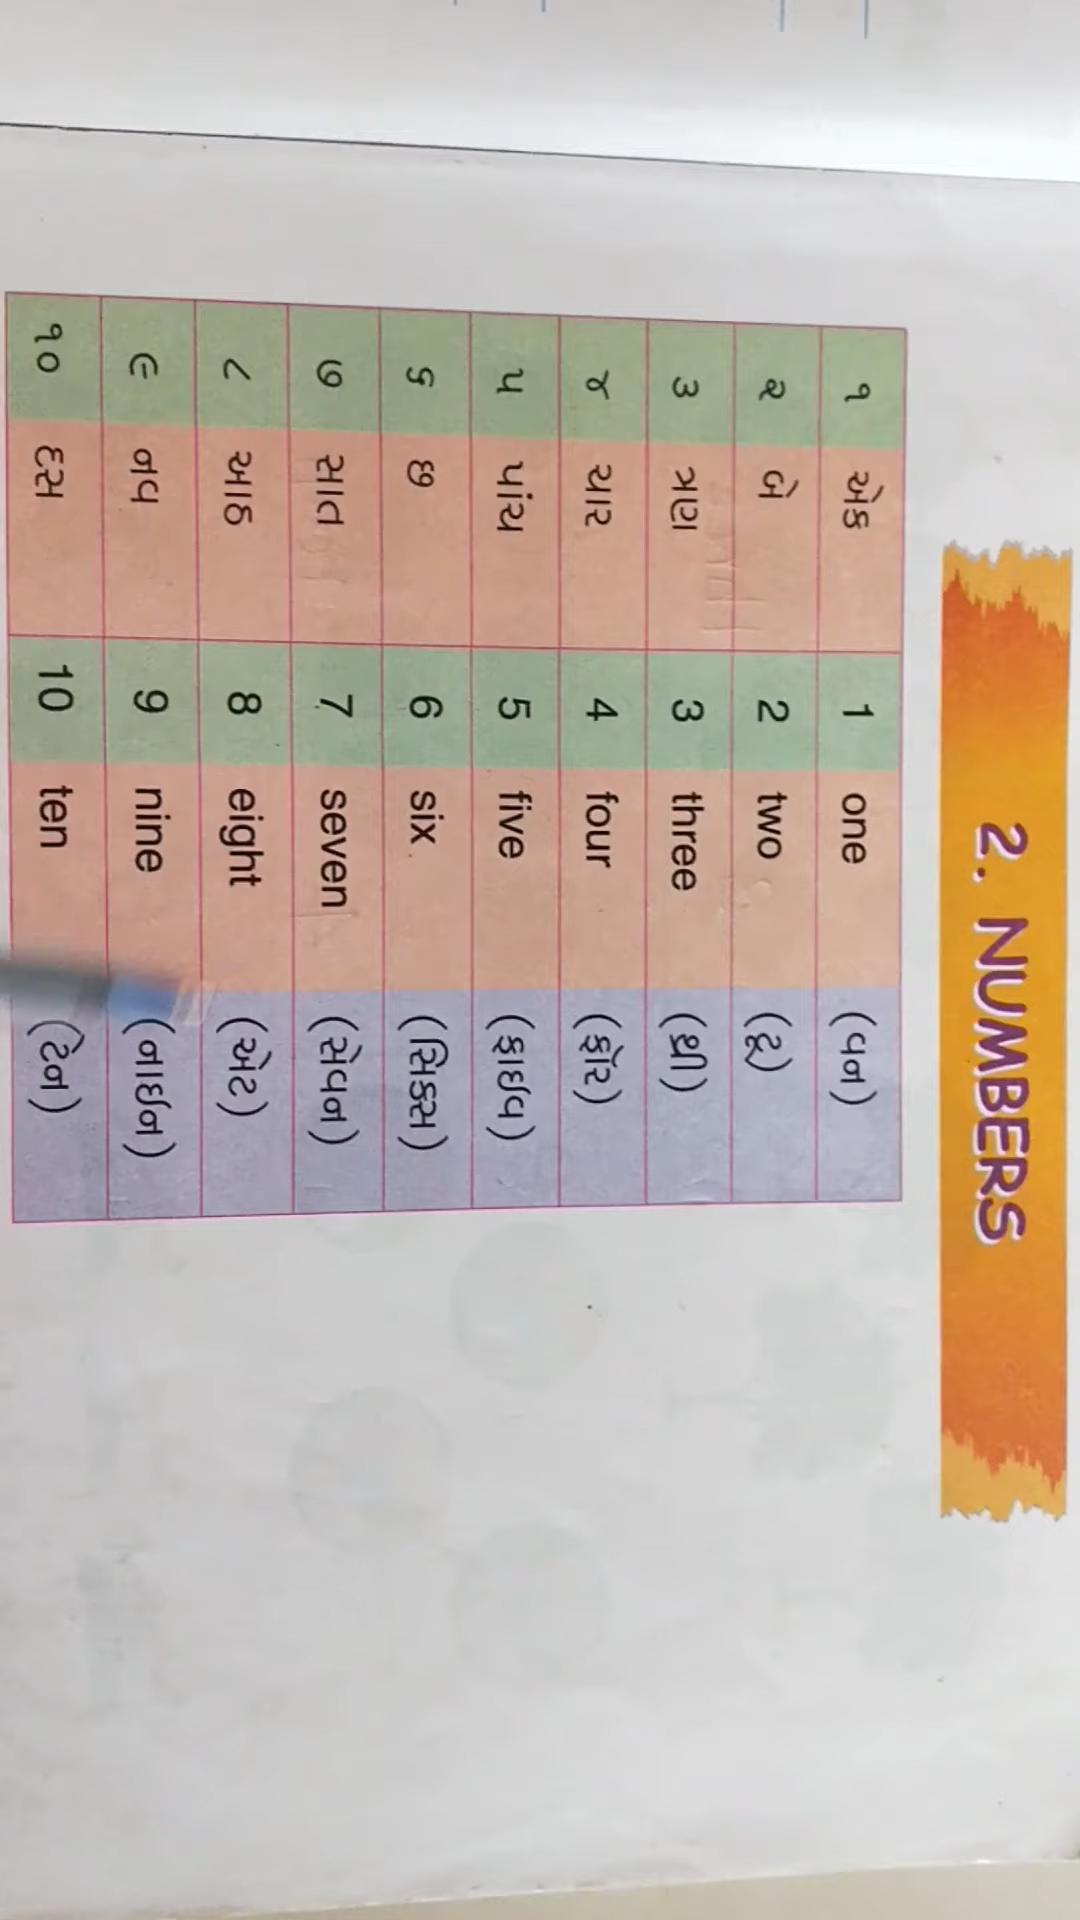 2. NUMBERS
૧ એક 1 one (વન)
૨ બે 2 two (ટૂ)
૩ ત્રણ 3 three (થ્રી)
૪ ચાર 4 four (ફૉર)
૫ પાંચ 5 five (ફાઇવ)
૬ છ 6 six (સિક્સ)
૭ સાત 7 seven (સેવન)
૮ આઠ 8 eight (એટ)
૯ નવ 9 nine (નાઇન)
૧૦ દસ 10 ten (ટેન)